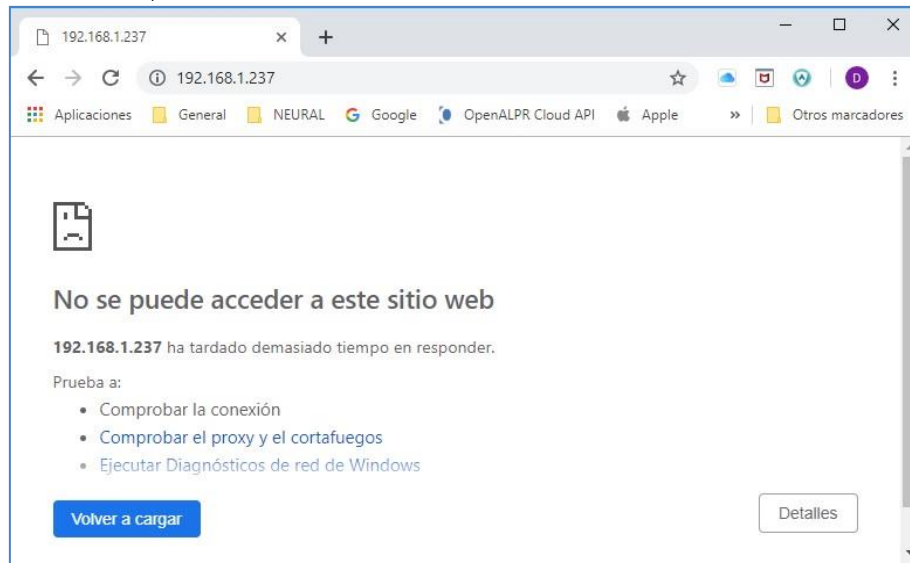 192.168.1.237
192.168.1.237
D
Aplicaciones General NEURAL Google OpenALPR Cloud API Apple » Otros marcadores
No se puede acceder a este sitio web
192.168.1.237 ha tardado demasiado tiempo en responder.
Prueba a:
• Comprobar la conexión
• Comprobar el proxy y el cortafuegos
• Ejecutar Diagnósticos de red de Windows
Volver a cargar
Detalles